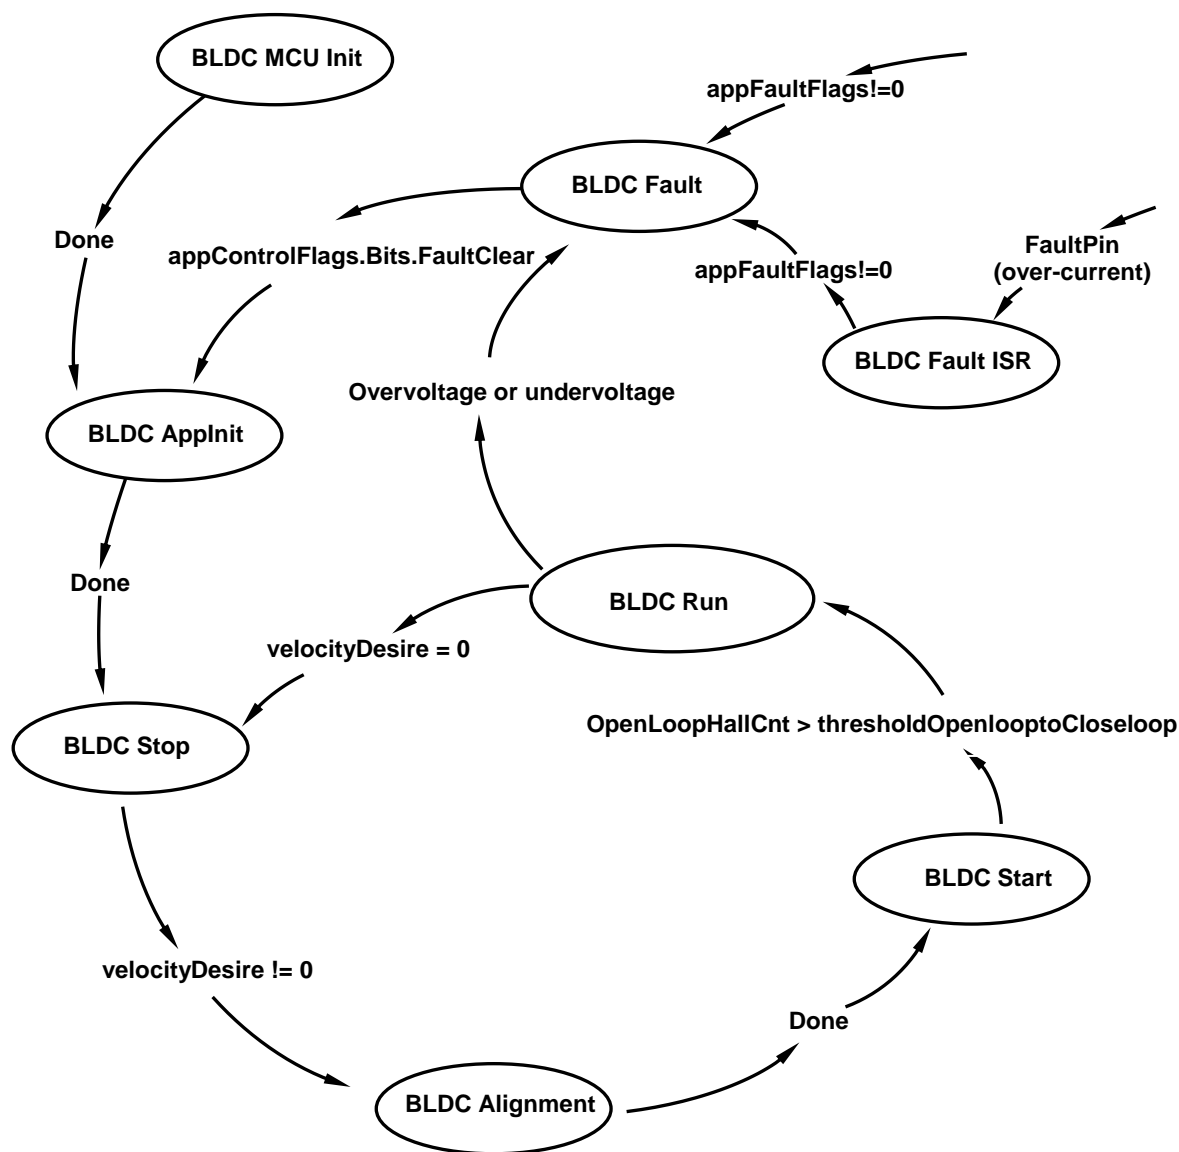 BLDC MCU Init
appFaultFlags!=0
BLDC Fault
Done
appControlFlags.Bits.FaultClear
appFaultFlags!=0
FaultPin
(over-current)
BLDC Fault ISR
Overvoltage or undervoltage
BLDC AppInit
Done
BLDC Run
velocityDesire = 0
OpenLoopHallCnt > thresholdOpenlooptoCloseloop
BLDC Stop
BLDC Start
velocityDesire != 0
Done
BLDC Alignment